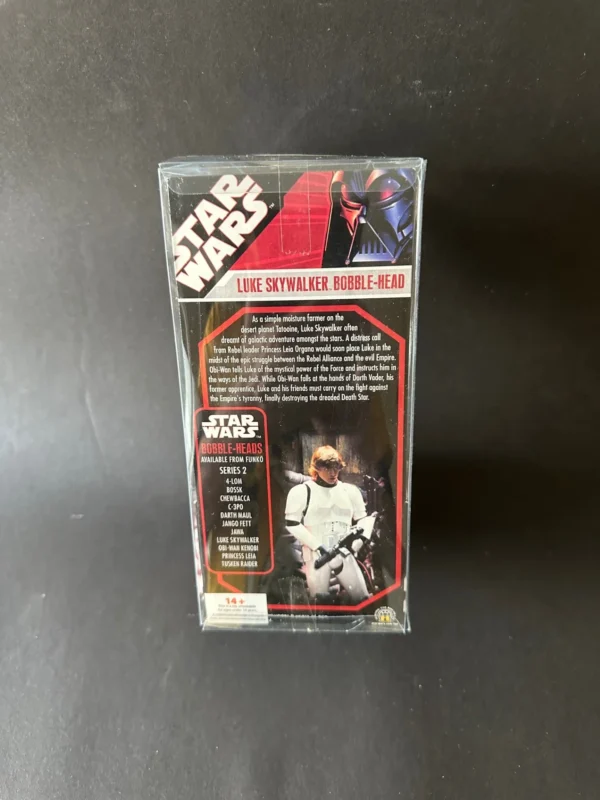 STAR
WARS
LUKE SKYWALKER™ BOBBLE-HEAD
As a simple moisture farmer on the
desert planet Tatooine, Luke Skywalker often
dreamt of galactic adventure amongst the stars. A distress call
from Rebel leader Princess Leia Organa would soon place Luke in the
midst of the epic struggle between the Rebel Alliance and the evil Empire.
Obi-Wan tells Luke of the mystical power of the Force and instructs him in
the ways of the Jedi. While Obi-Wan falls at the hands of Darth Vader, his
former apprentice, Luke and his friends must carry on the fight against
the Empire's tyranny, finally destroying the dreaded Death Star.
STAR
WARS
BOBBLE-HEADS
AVAILABLE FROM FUNKO
SERIES 2
4-LOM
BOSSK
CHEWBACCA
C-3PO
DARTH MAUL
JANGO FETT
JAWA
LUKE SKYWALKER
OBI-WAN KENOBI
PRINCESS LEIA
TUSKEN RAIDER
14+